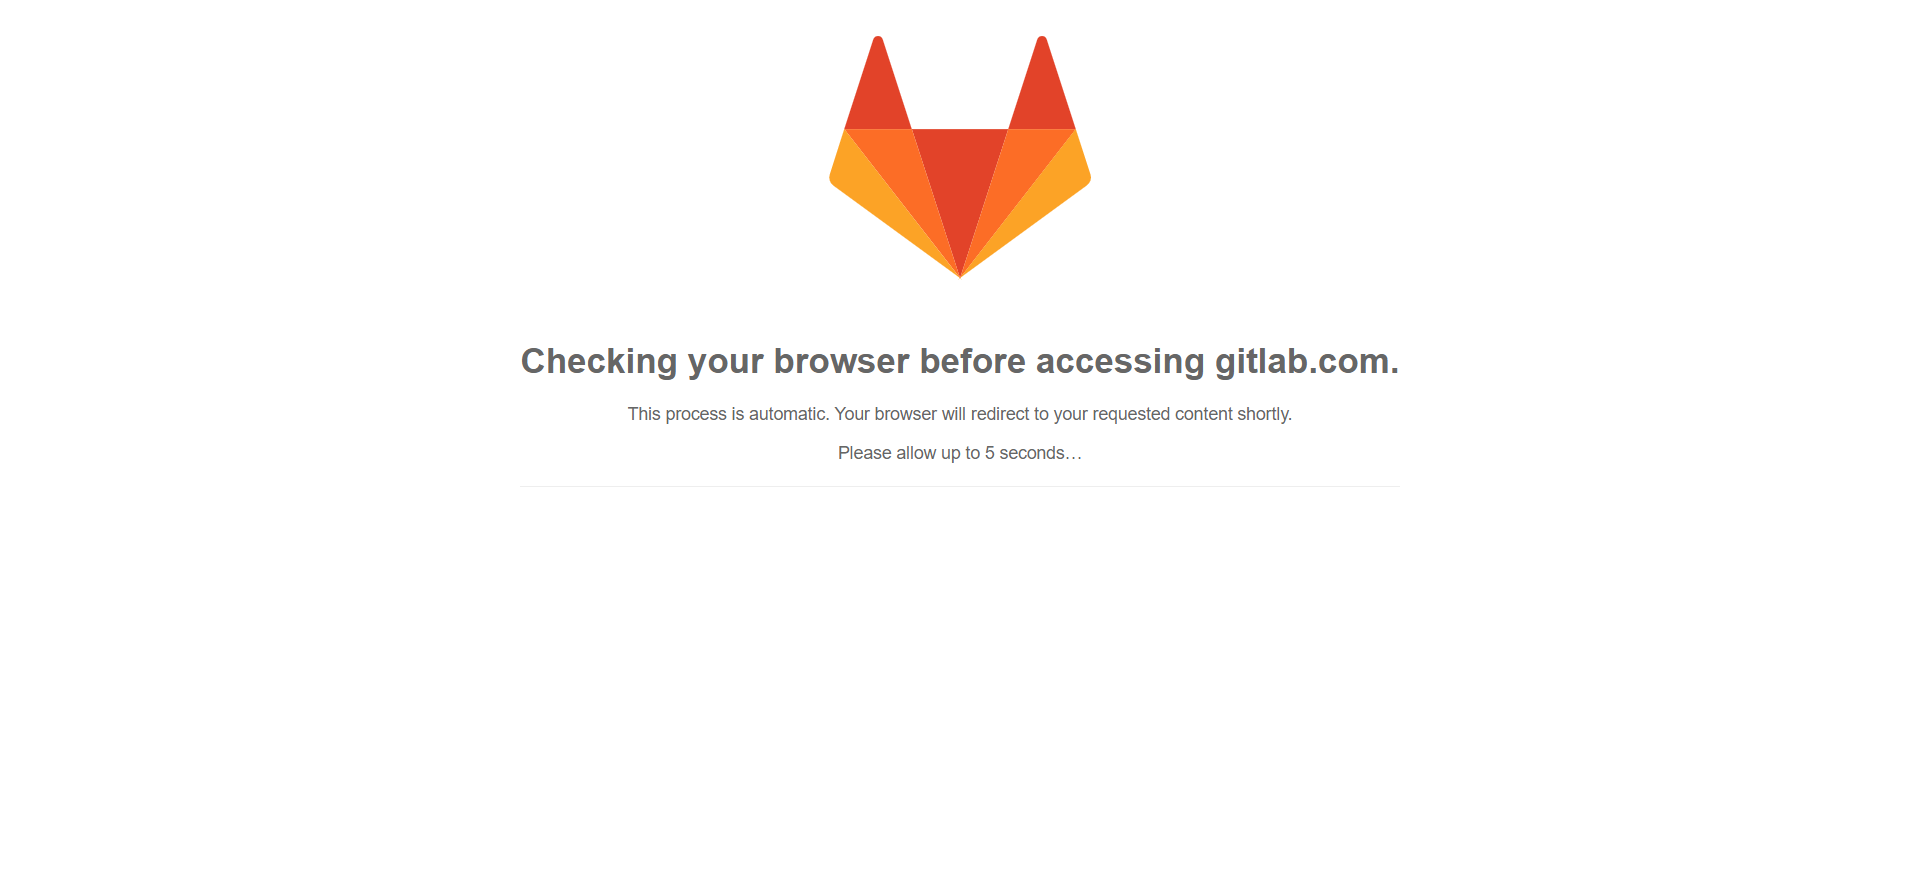 Checking your browser before accessing gitlab.com.
This process is automatic. Your browser will redirect to your requested content shortly.
Please allow up to 5 seconds…